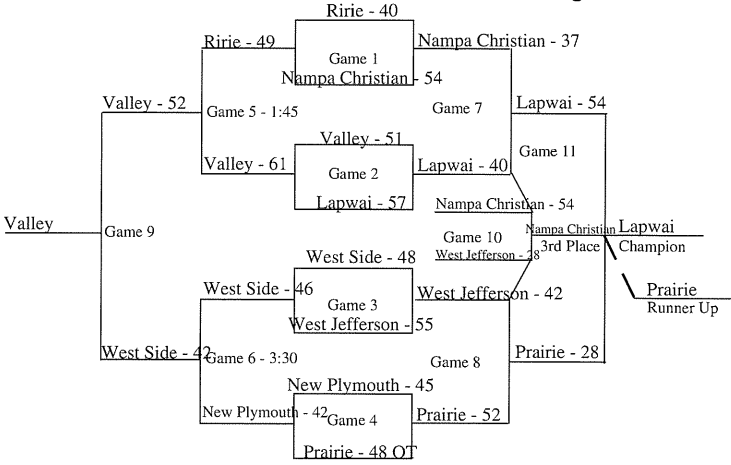 Ririe - 40
Ririe - 49
Game 1
Nampa Christian - 37
Nampa Christian - 54
Valley - 52
Game 5 - 1:45
Game 7
Lapwai - 54
Valley - 51
Valley - 61
Game 2
Lapwai - 40
Game 11
Lapwai - 57
Nampa Christian - 54
Valley
Game 9
Game 10
Nampa Christian
3rd Place
Lapwai
Champion
West Jefferson - 28
West Side - 48
West Side - 46
Game 3
West Jefferson - 42
West Jefferson - 55
Prairie
Runner Up
West Side - 42
Game 6 - 3:30
Game 8
Prairie - 28
New Plymouth - 45
New Plymouth - 42
Game 4
Prairie - 52
Prairie - 48 OT